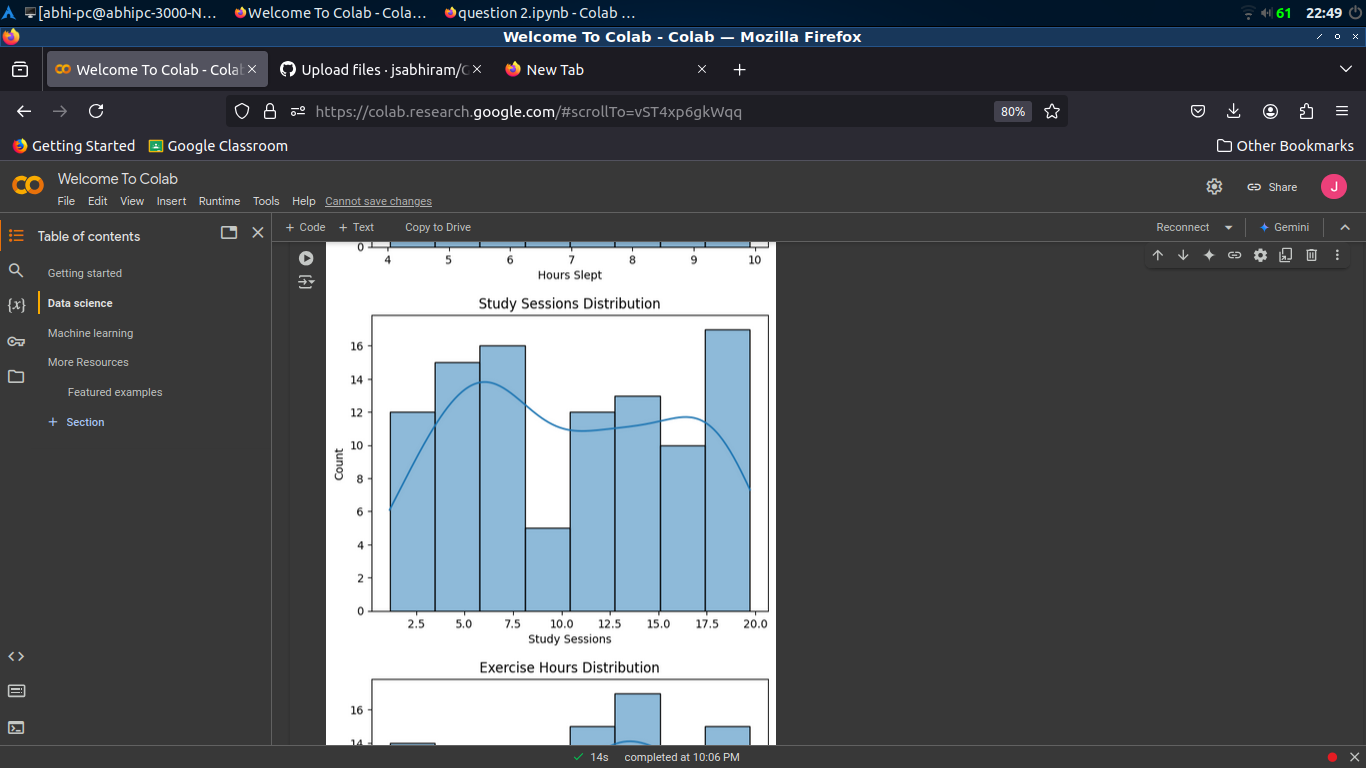 [abhi-pc@abhipc-3000-N... Welcome To Colab - Cola... question 2.ipynb - Colab ... 61 22:49
Welcome To Colab - Colab — Mozilla Firefox
Welcome To Colab - Colab Upload files · jsabhiram/C New Tab
https://colab.research.google.com/#scrollTo=vST4xp6gkWqq 80%
Getting Started Google Classroom Other Bookmarks
Welcome To Colab
File Edit View Insert Runtime Tools Help Cannot save changes Share J
+ Code + Text Copy to Drive Reconnect Gemini
Table of contents
Getting started
Data science
Machine learning
More Resources
Featured examples
+ Section
{x}
0
4 5 6 7 8 9 10
Hours Slept
Study Sessions Distribution
16
14
12
10
8
6
4
2
0
Count
2.5 5.0 7.5 10.0 12.5 15.0 17.5 20.0
Study Sessions
Exercise Hours Distribution
16
14
14s completed at 10:06 PM